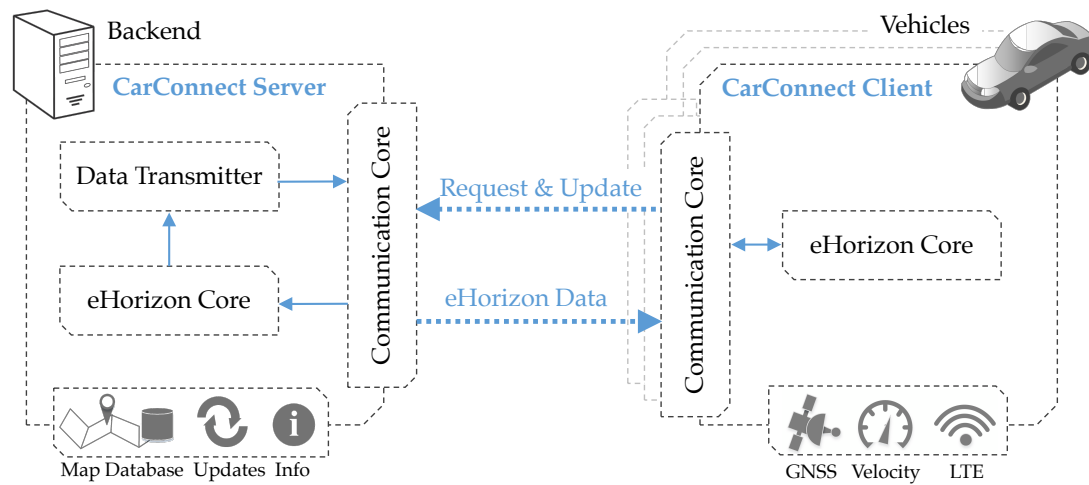 Backend
CarConnect Server
Data Transmitter
eHorizon Core
Communication Core
Map Database
Updates
Info
Request & Update
eHorizon Data
Vehicles
CarConnect Client
Communication Core
eHorizon Core
GNSS
Velocity
LTE